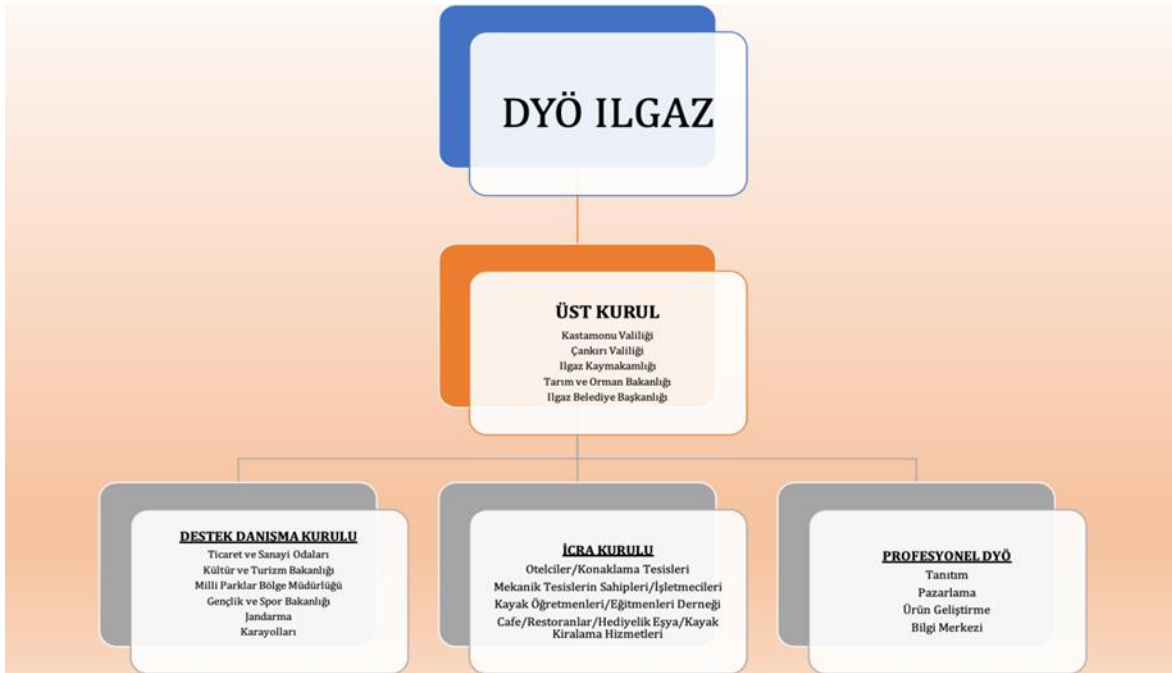 DYÖ ILGAZ
ÜST KURUL
Kastamonu Valiliği
Çankırı Valiliği
Ilgaz Kaymakamlığı
Tarım ve Orman Bakanlığı
Ilgaz Belediye Başkanlığı
DESTEK DANISMA KURULU
Ticaret ve Sanayi Odaları
Kültür ve Turizm Bakanlığı
Milli Parklar Bölge Müdürlüğü
Gençlik ve Spor Bakanlığı
Jandarma
Karayolları
İCRA KURULU
Otelciler/Konaklama Tesisleri
Mekanik Tesislerin Sahipleri/İşletmecileri
Kayak Öğretmenleri/Eğitmenleri Derneği
Cafe/Restoranlar/Hediyelik Eşya/Kayak
Kiralama Hizmetleri
PROFESYONEL DYÖ
Tanıtım
Pazarlama
Ürün Geliştirme
Bilgi Merkezi